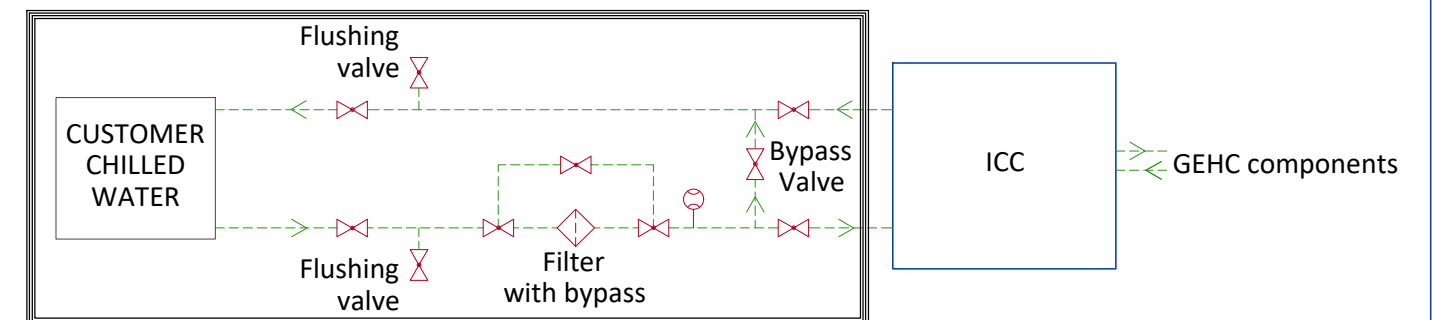 Flushing
valve
CUSTOMER
CHILLED
WATER
Bypass
Valve
ICC
GEHC components
Flushing
valve
Filter
with bypass